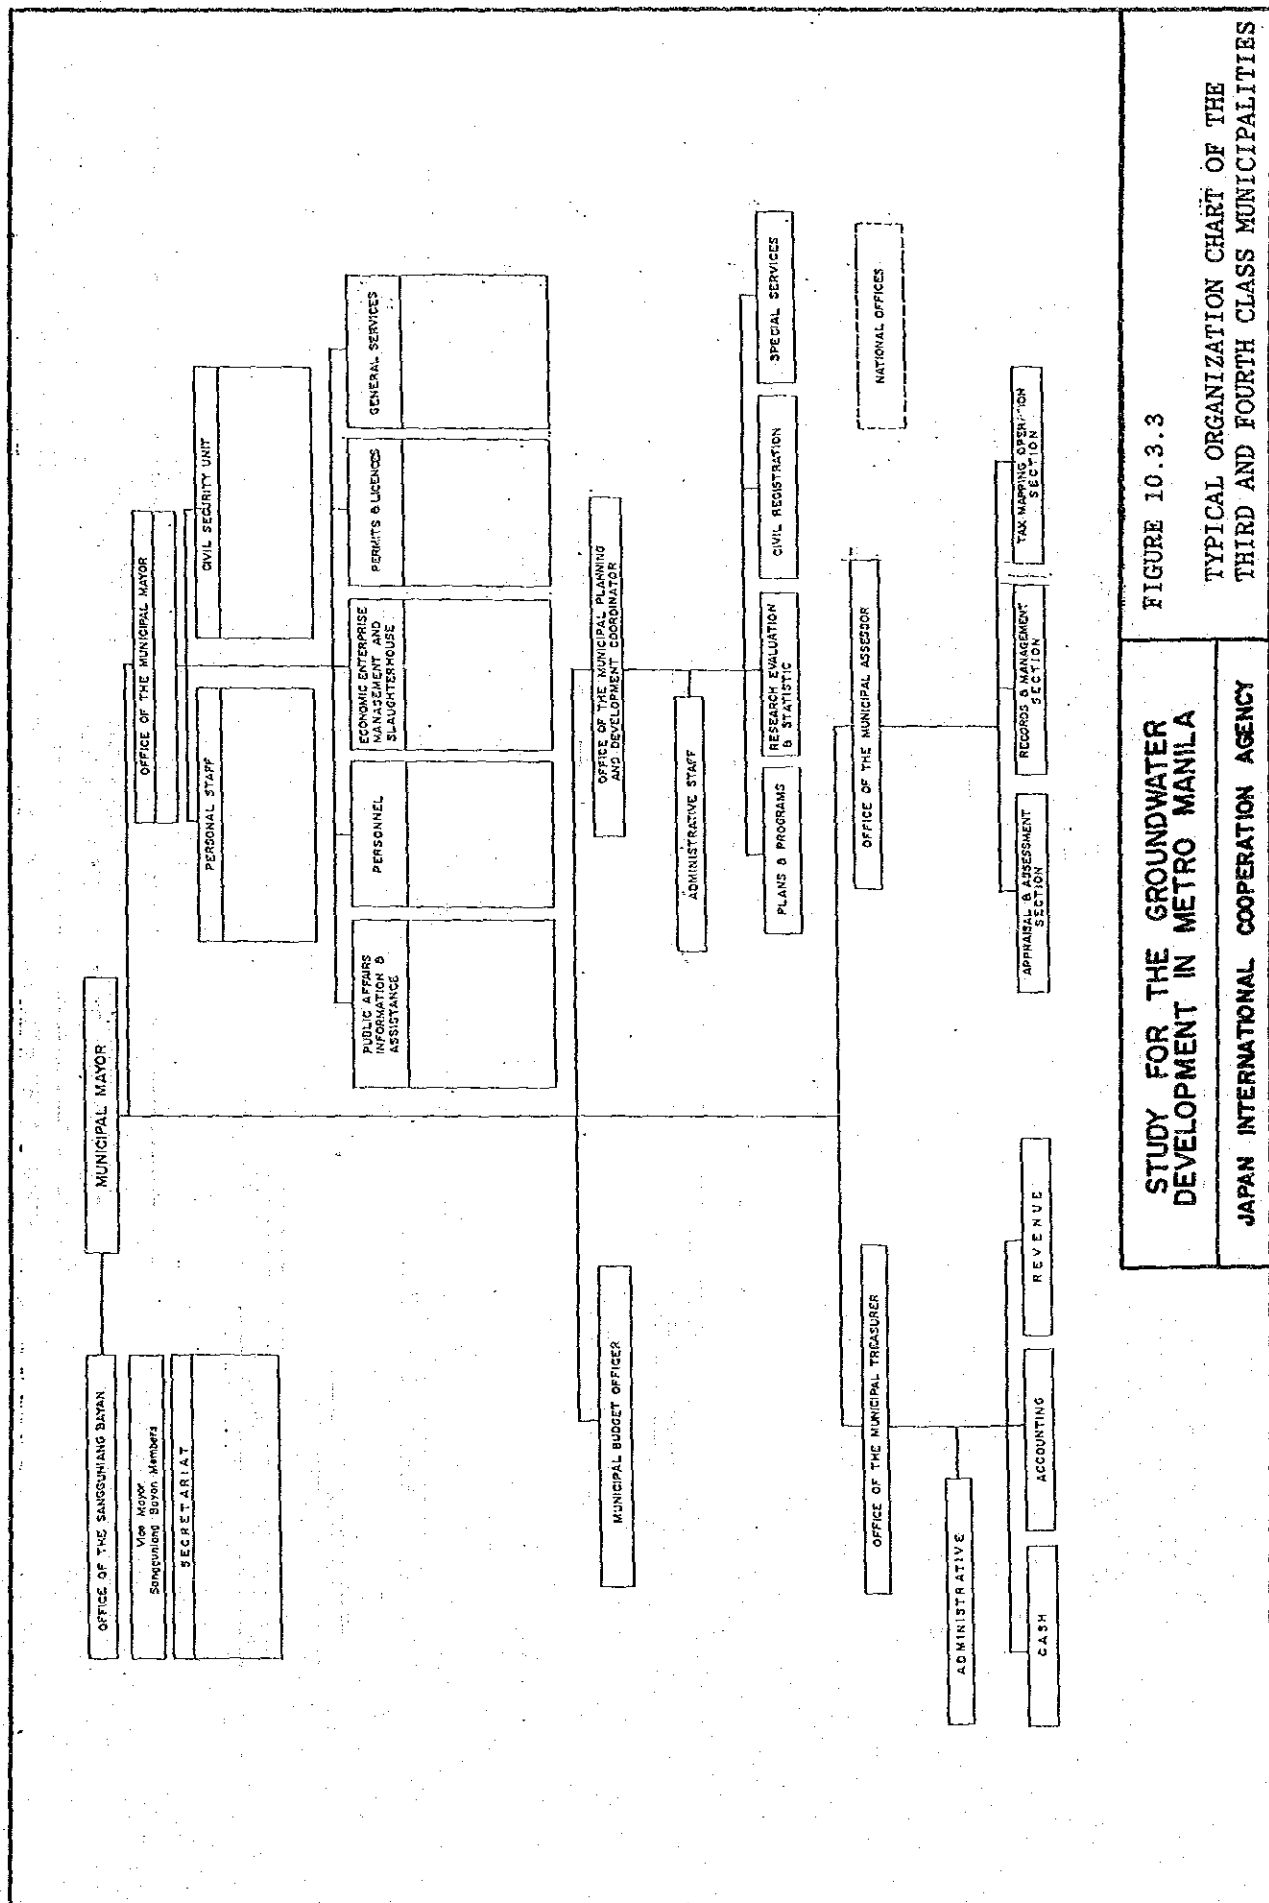 MUNICIPAL MAYOR
OFFICE OF THE SANGGUNIANG BAYAN
Vice Mayor
Sangguniang Bayan Members
SECRETARIAT
OFFICE OF THE MUNICIPAL MAYOR
PERSONAL STAFF
CIVIL SECURITY UNIT
PUBLIC AFFAIRS
INFORMATION &
ASSISTANCE
PERSONNEL
ECONOMIC ENTERPRISE
MANAGEMENT AND
SLAUGHTERHOUSE
PERMITS & LICENCES
GENERAL SERVICES
MUNICIPAL BUDGET OFFICER
OFFICE OF THE MUNICIPAL PLANNING
AND DEVELOPMENT COORDINATOR
ADMINISTRATIVE STAFF
PLANS & PROGRAMS
RESEARCH EVALUATION
& STATISTIC
CIVIL REGISTRATION
SPECIAL SERVICES
OFFICE OF THE MUNICIPAL TREASURER
ADMINISTRATIVE
CASH
ACCOUNTING
REVENUE
OFFICE OF THE MUNICIPAL ASSESSOR
NATIONAL OFFICES
APPRAISAL & ASSESSMENT
SECTION
RECORDS & MANAGEMENT
SECTION
TAX MAPPING OPERATION
SECTION
STUDY FOR THE GROUNDWATER
DEVELOPMENT IN METRO MANILA
JAPAN INTERNATIONAL COOPERATION AGENCY
FIGURE 10.3.3
TYPICAL ORGANIZATION CHART OF THE
THIRD AND FOURTH CLASS MUNICIPALITIES